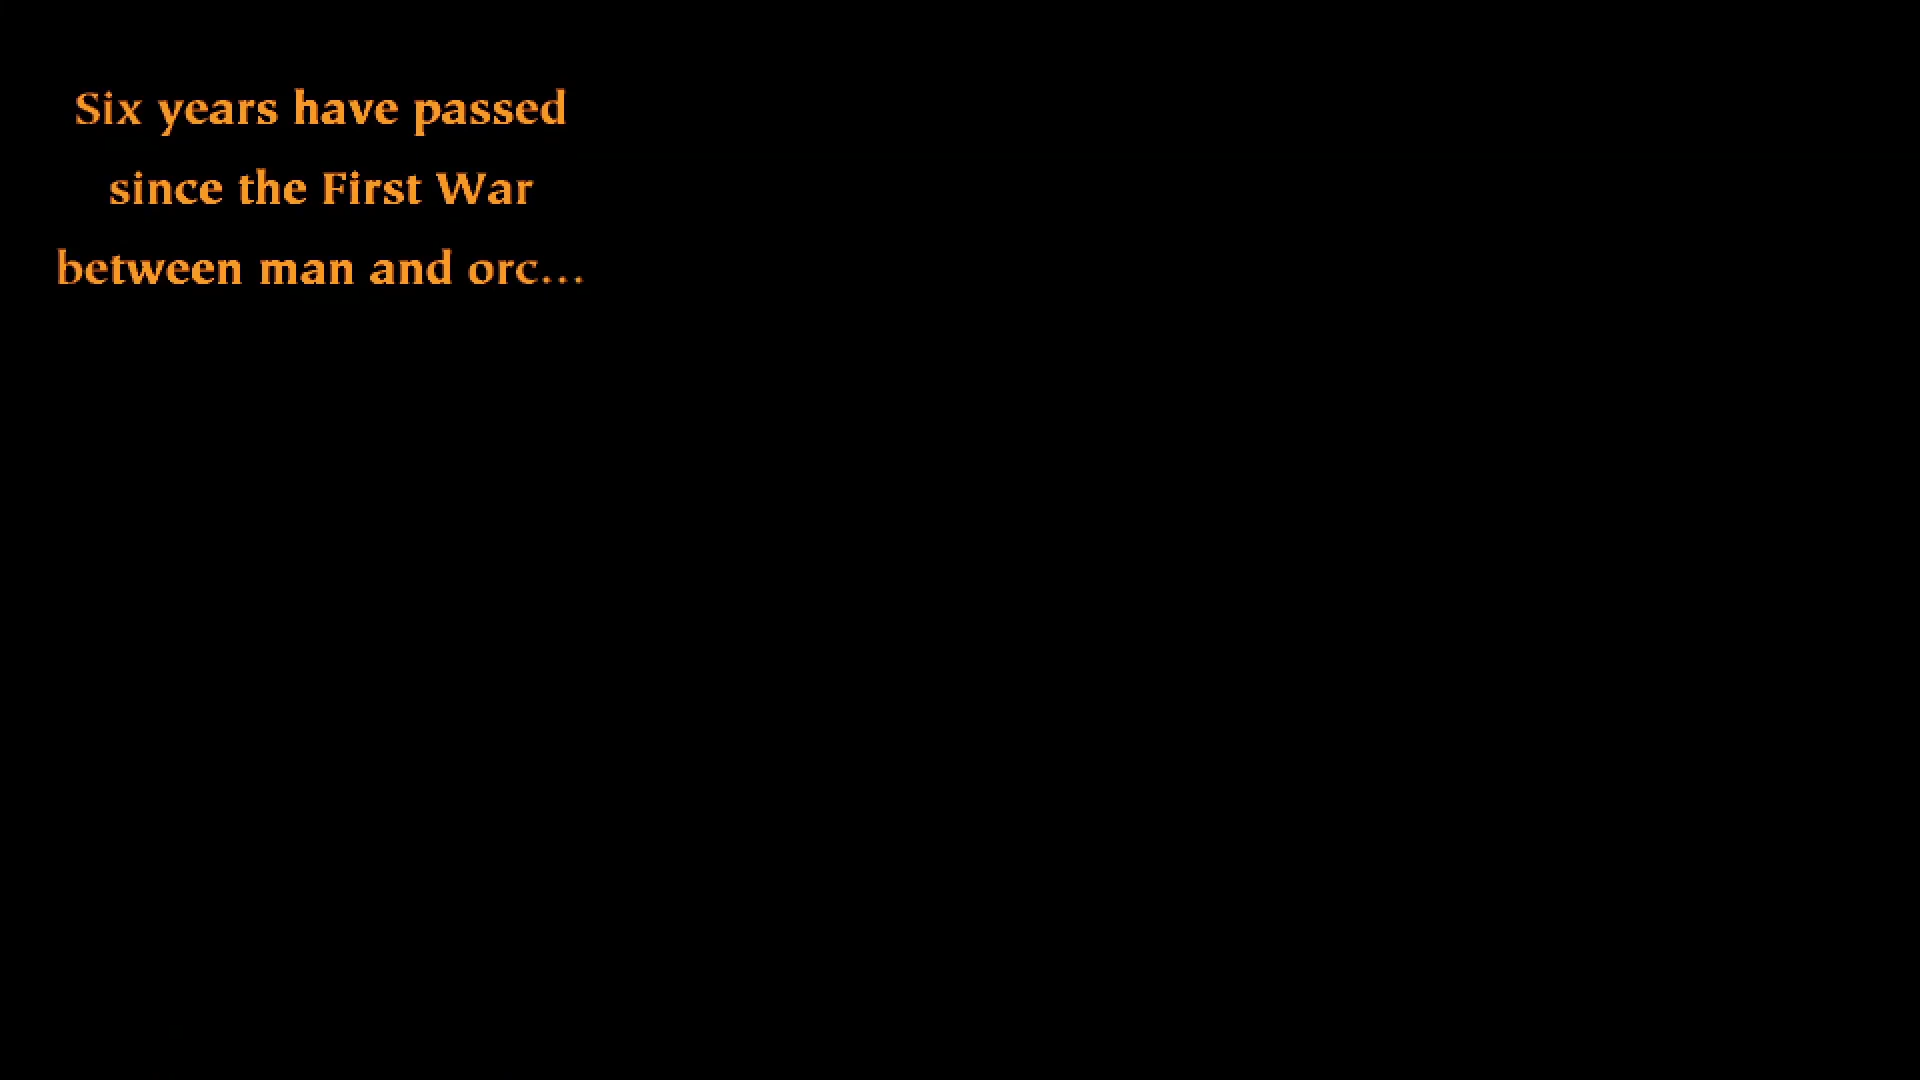 Six years have passed
since the First War
between man and orc...